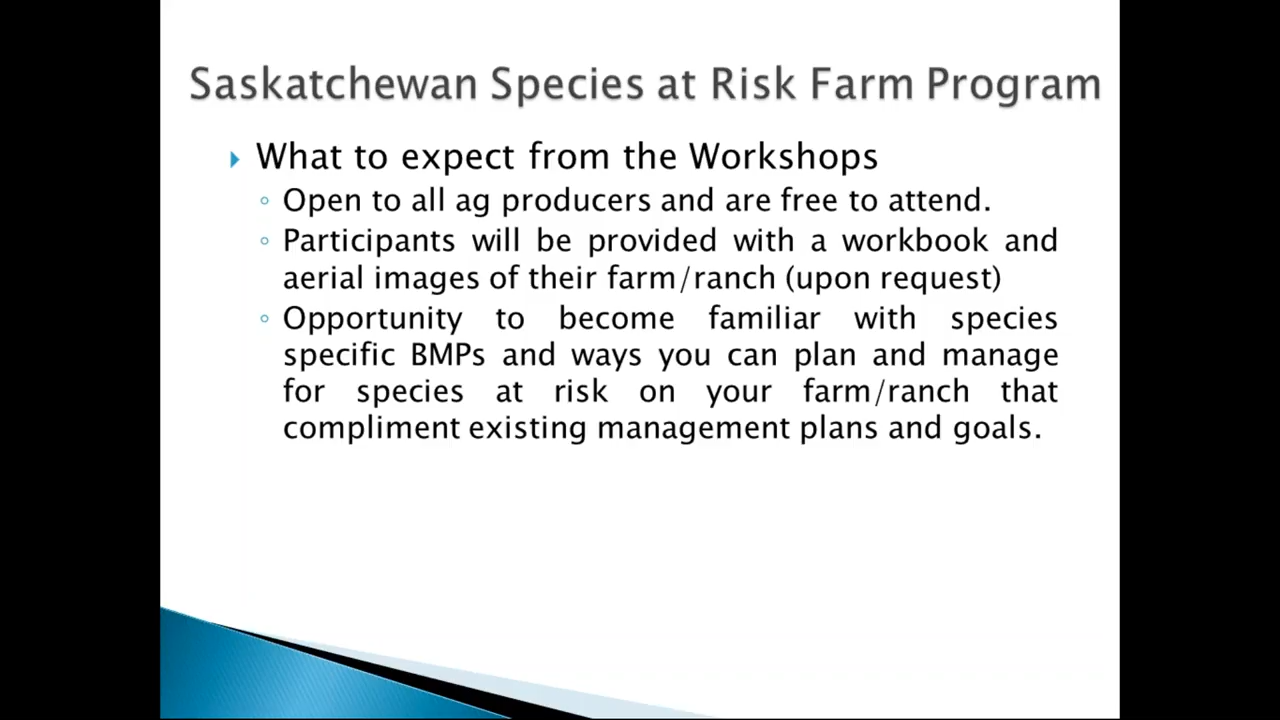 Saskatchewan Species at Risk Farm Program
What to expect from the Workshops
Open to all ag producers and are free to attend.
Participants will be provided with a workbook and
aerial images of their farm/ranch (upon request)
Opportunity to become familiar with species
specific BMPs and ways you can plan and manage
for species at risk on your farm/ranch that
compliment existing management plans and goals.